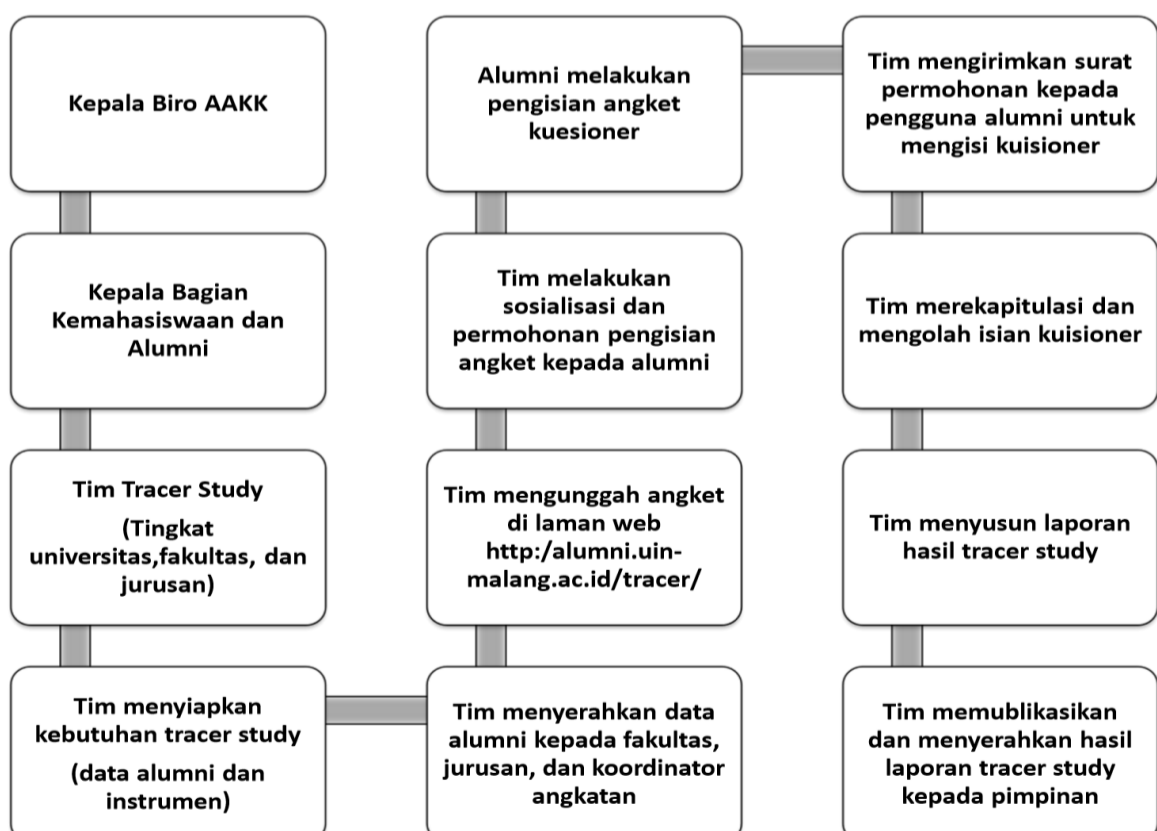 Kepala Biro AAKK
Kepala Bagian
Kemahasiswaan dan
Alumni
Tim Tracer Study
(Tingkat
universitas,fakultas, dan
jurusan)
Tim menyiapkan
kebutuhan tracer study
(data alumni dan
instrumen)
Tim menyerahkan data
alumni kepada fakultas,
jurusan, dan koordinator
angkatan
Tim mengunggah angket
di laman web
http:/alumni.uin-
malang.ac.id/tracer/
Tim melakukan
sosialisasi dan
permohonan pengisian
angket kepada alumni
Alumni melakukan
pengisian angket
kuesioner
Tim mengirimkan surat
permohonan kepada
pengguna alumni untuk
mengisi kuisioner
Tim merekapitulasi dan
mengolah isian kuisioner
Tim menyusun laporan
hasil tracer study
Tim memublikasikan
dan menyerahkan hasil
laporan tracer study
kepada pimpinan